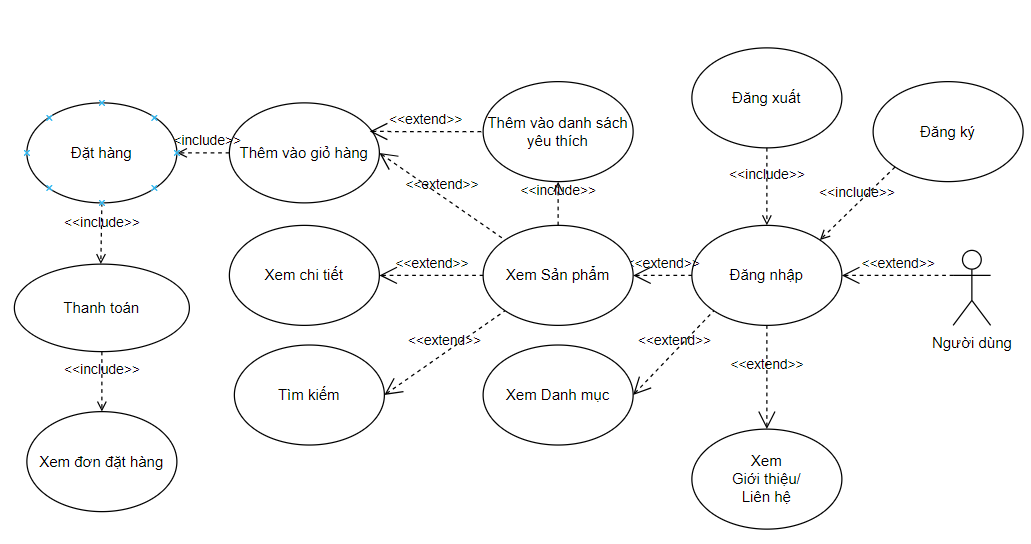 Đăng xuất
<<extend>>
Thêm vào danh sách
yêu thích
Đăng ký
<include>>
Đặt hàng
Thêm vào giỏ hàng
<<extend>>
<<include>>
<<include>>
<<include>>
<<include>>
<<extend>>
<<extend>>
<<extend>>
Xem chi tiết
Xem Sản phẩm
Đăng nhập
Thanh toán
<<extend>>
<<extend>>
Người dùng
<<include>>
<<extend>>
Tìm kiếm
Xem Danh mục
Xem đơn đặt hàng
Xem
Giới thiệu/
Liên hệ